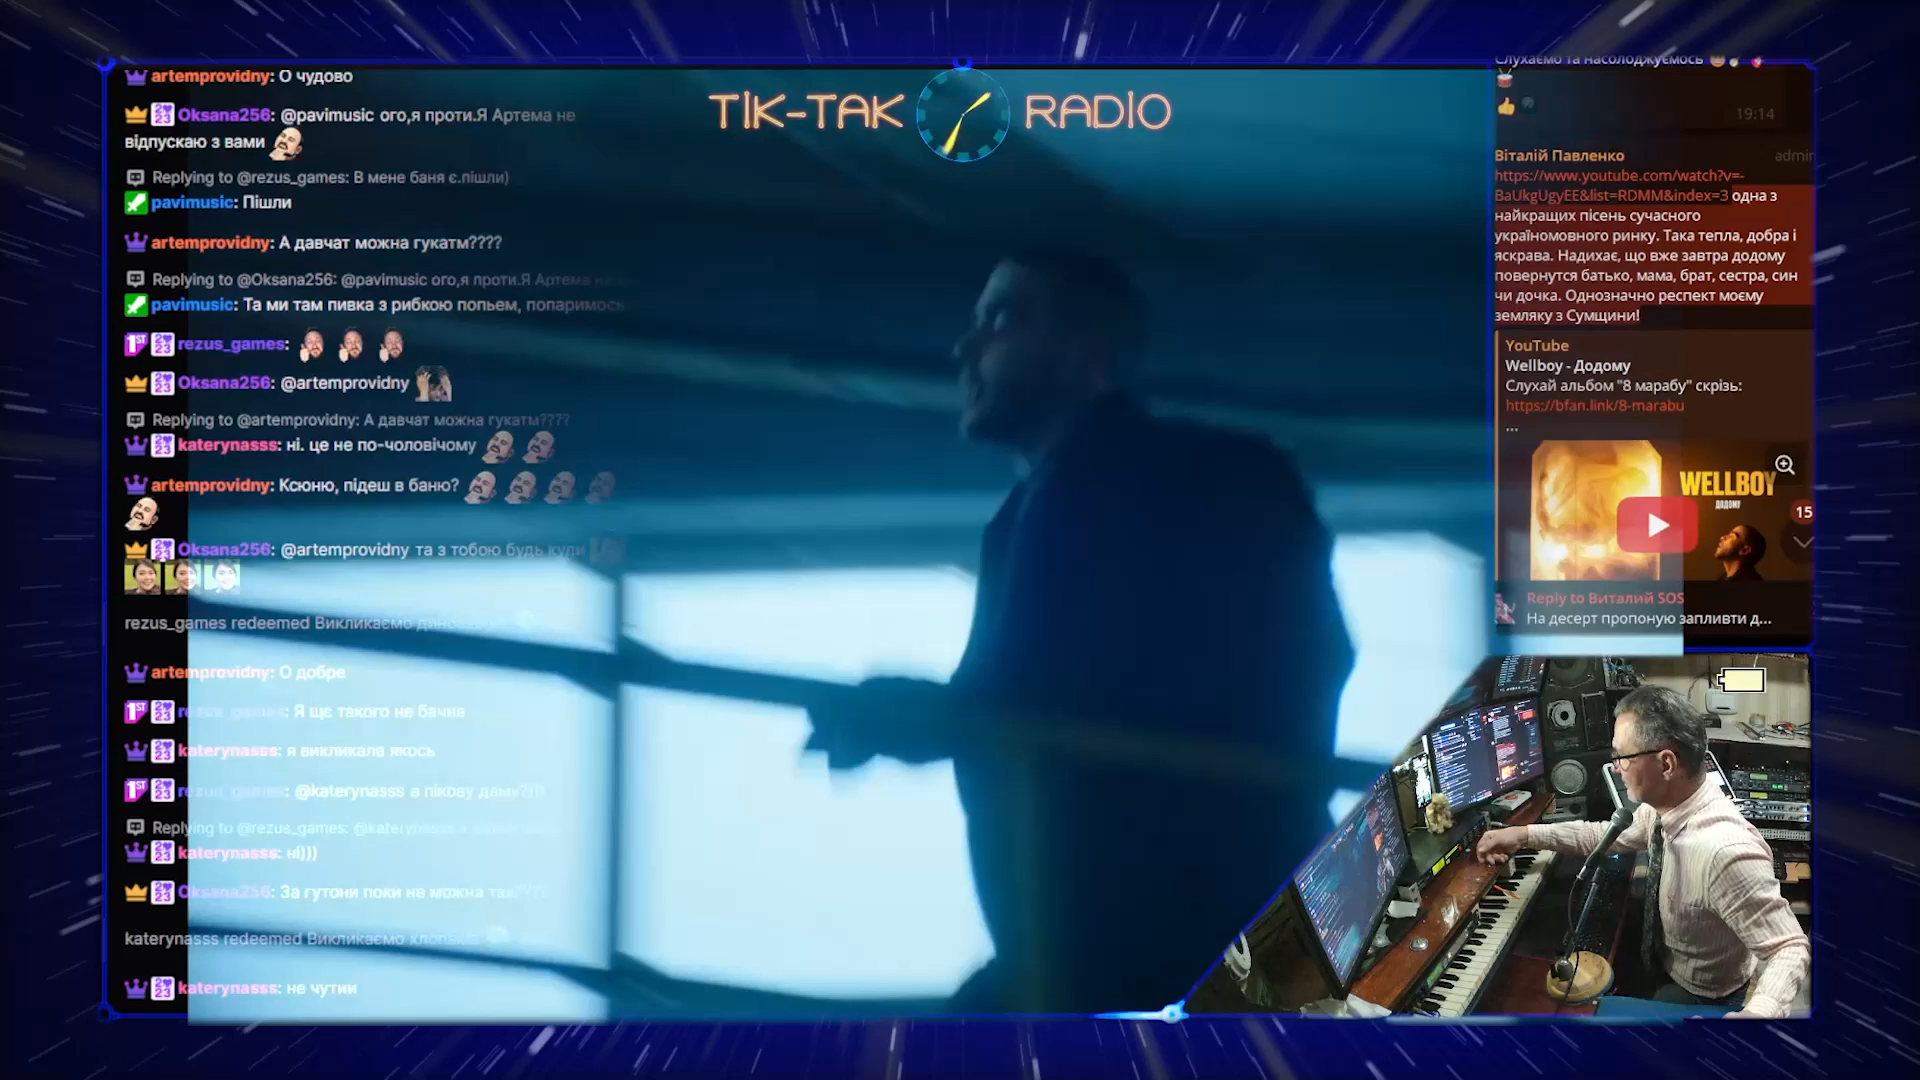 TIK-TAK RADIO
artemprovidny: О чудово
Oksana256: @pavimusic ого,я проти.Я Артема не
відпускаю з вами
Replying to @rezus_games: В мене баня є.пішли)
pavimusic: Пішли
artemprovidny: А давчат можна гукатм????
Replying to @Oksana256: @pavimusic ого,я проти.Я Артема не
pavimusic: Та ми там пивка з рибкою попьем, попаримось
rezus_games:
Oksana256: @artemprovidny
Replying to @artemprovidny: А давчат можна гукатм????
katerynasss: ні. це не по-чоловічому
artemprovidny: Ксюню, підеш в баню?
Oksana256: @artemprovidny та з тобою будь куди
rezus_games redeemed Викликаємо
artemprovidny: О добре
rezus_games: Я ще такого не бачив
katerynasss: я викликала якось
rezus_games: @katerynasss а пікову даму?)))
Replying to @rezus_games: @katerynasss
katerynasss: ні)))
Oksana256: За гутони поки не можна так????
katerynasss redeemed Викликаємо
katerynasss: не чутии
Слухаємо та насолоджуємось
19:14
Віталій Павленко admin
https://www.youtube.com/watch?v=-
BaUkgUgyEE&list=RDMM&index=3 одна з
найкращих пісень сучасного
україномовного ринку. Така тепла, добра і
яскрава. Надихає, що вже завтра додому
повернутся батько, мама, брат, сестра, син
чи дочка. Однозначно респект моєму
земляку з Сумщини!
YouTube
Wellboy - Додому
Слухай альбом "8 марабу" скрізь:
https://bfan.link/8-marabu
...
WELLBOY
ДОДОМУ
15
Reply to Виталий SOS
На десерт пропоную запливти д...